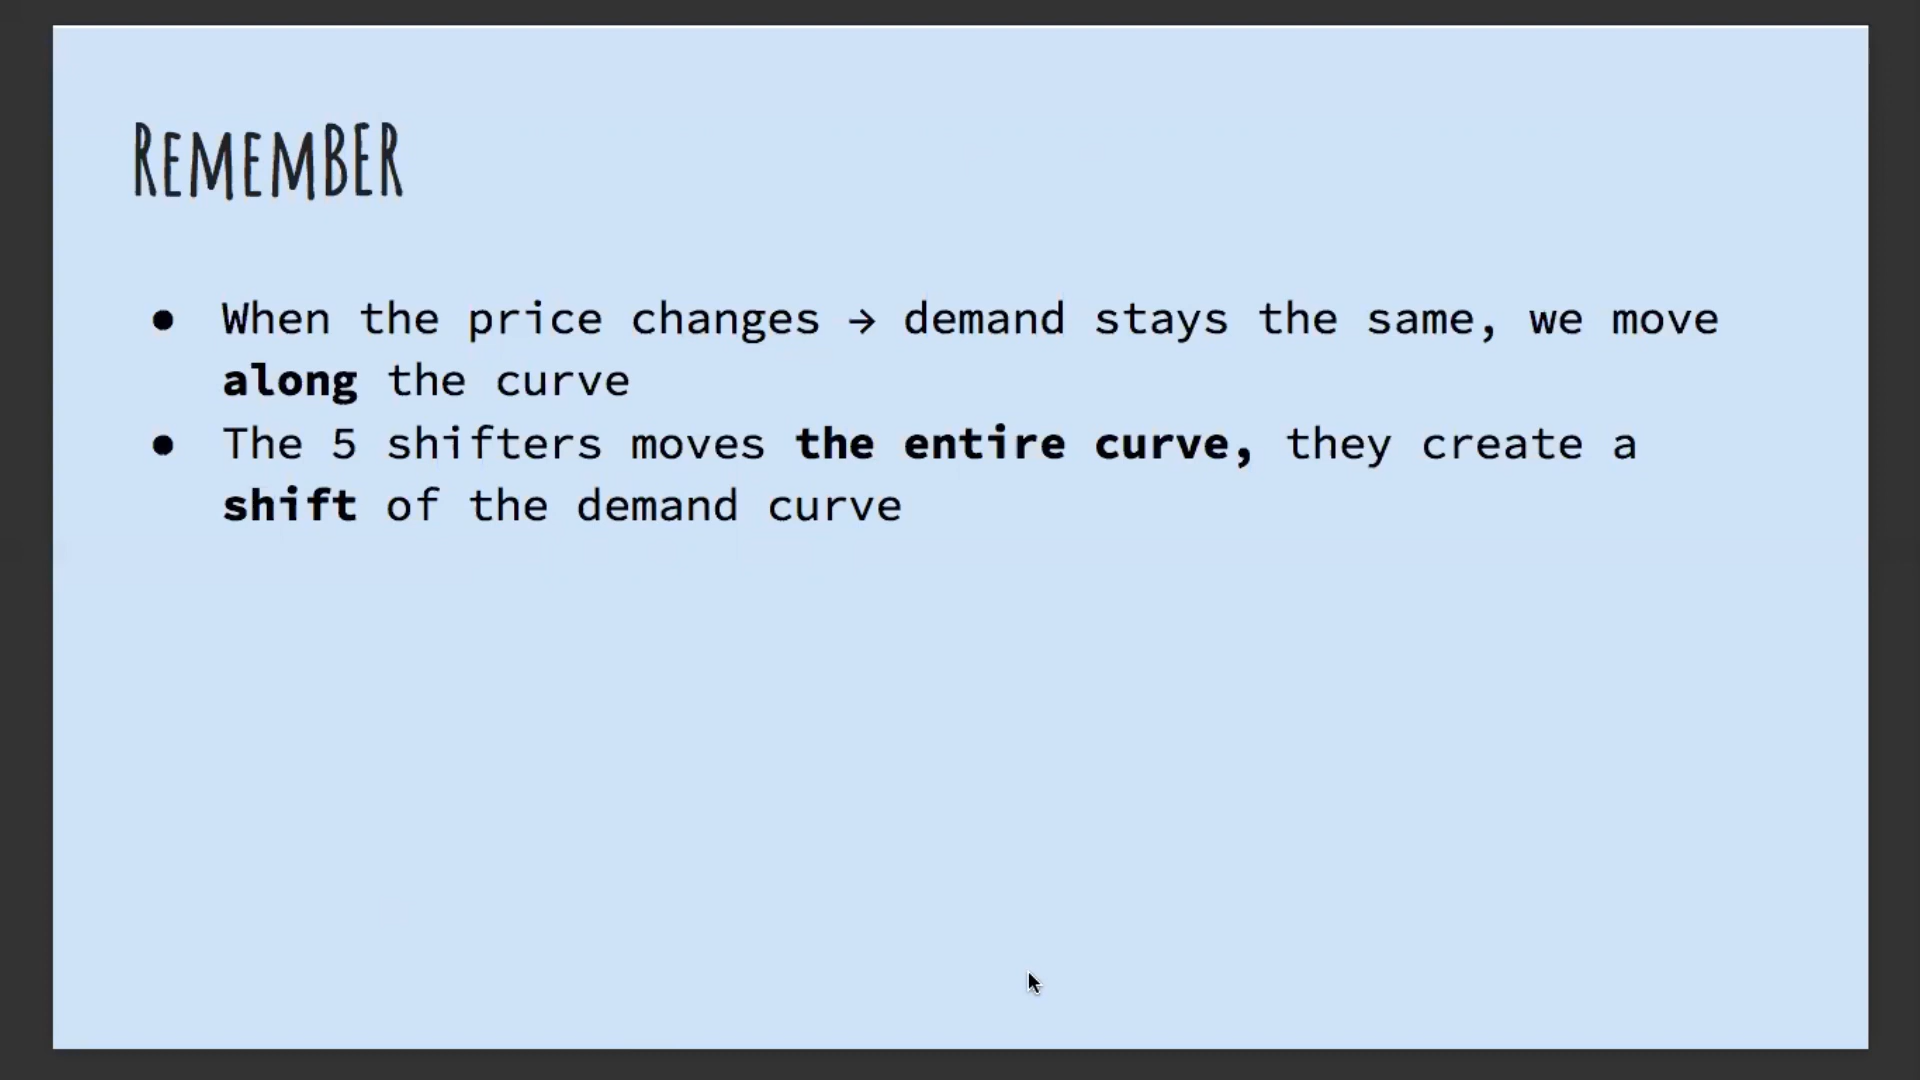 REMEMBER
● When the price changes → demand stays the same, we move
along the curve
● The 5 shifters moves the entire curve, they create a
shift of the demand curve